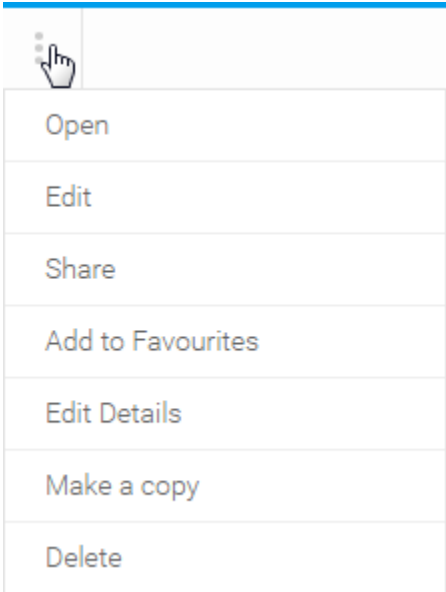 Open
Edit
Share
Add to Favourites
Edit Details
Make a copy
Delete